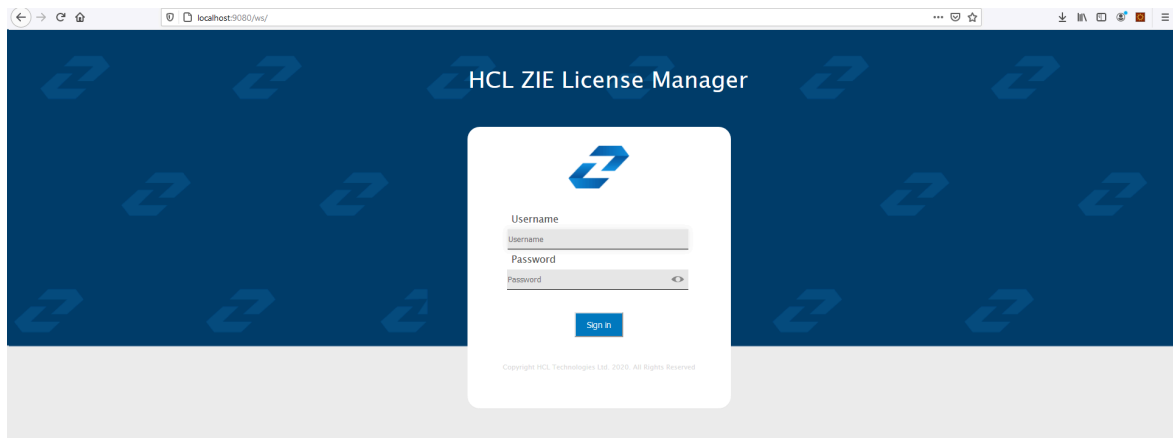 localhost:9080/ws/
HCL ZIE License Manager
Username
Username
Password
Password
Sign in
Copyright HCL Technologies Ltd. 2020. All Rights Reserved